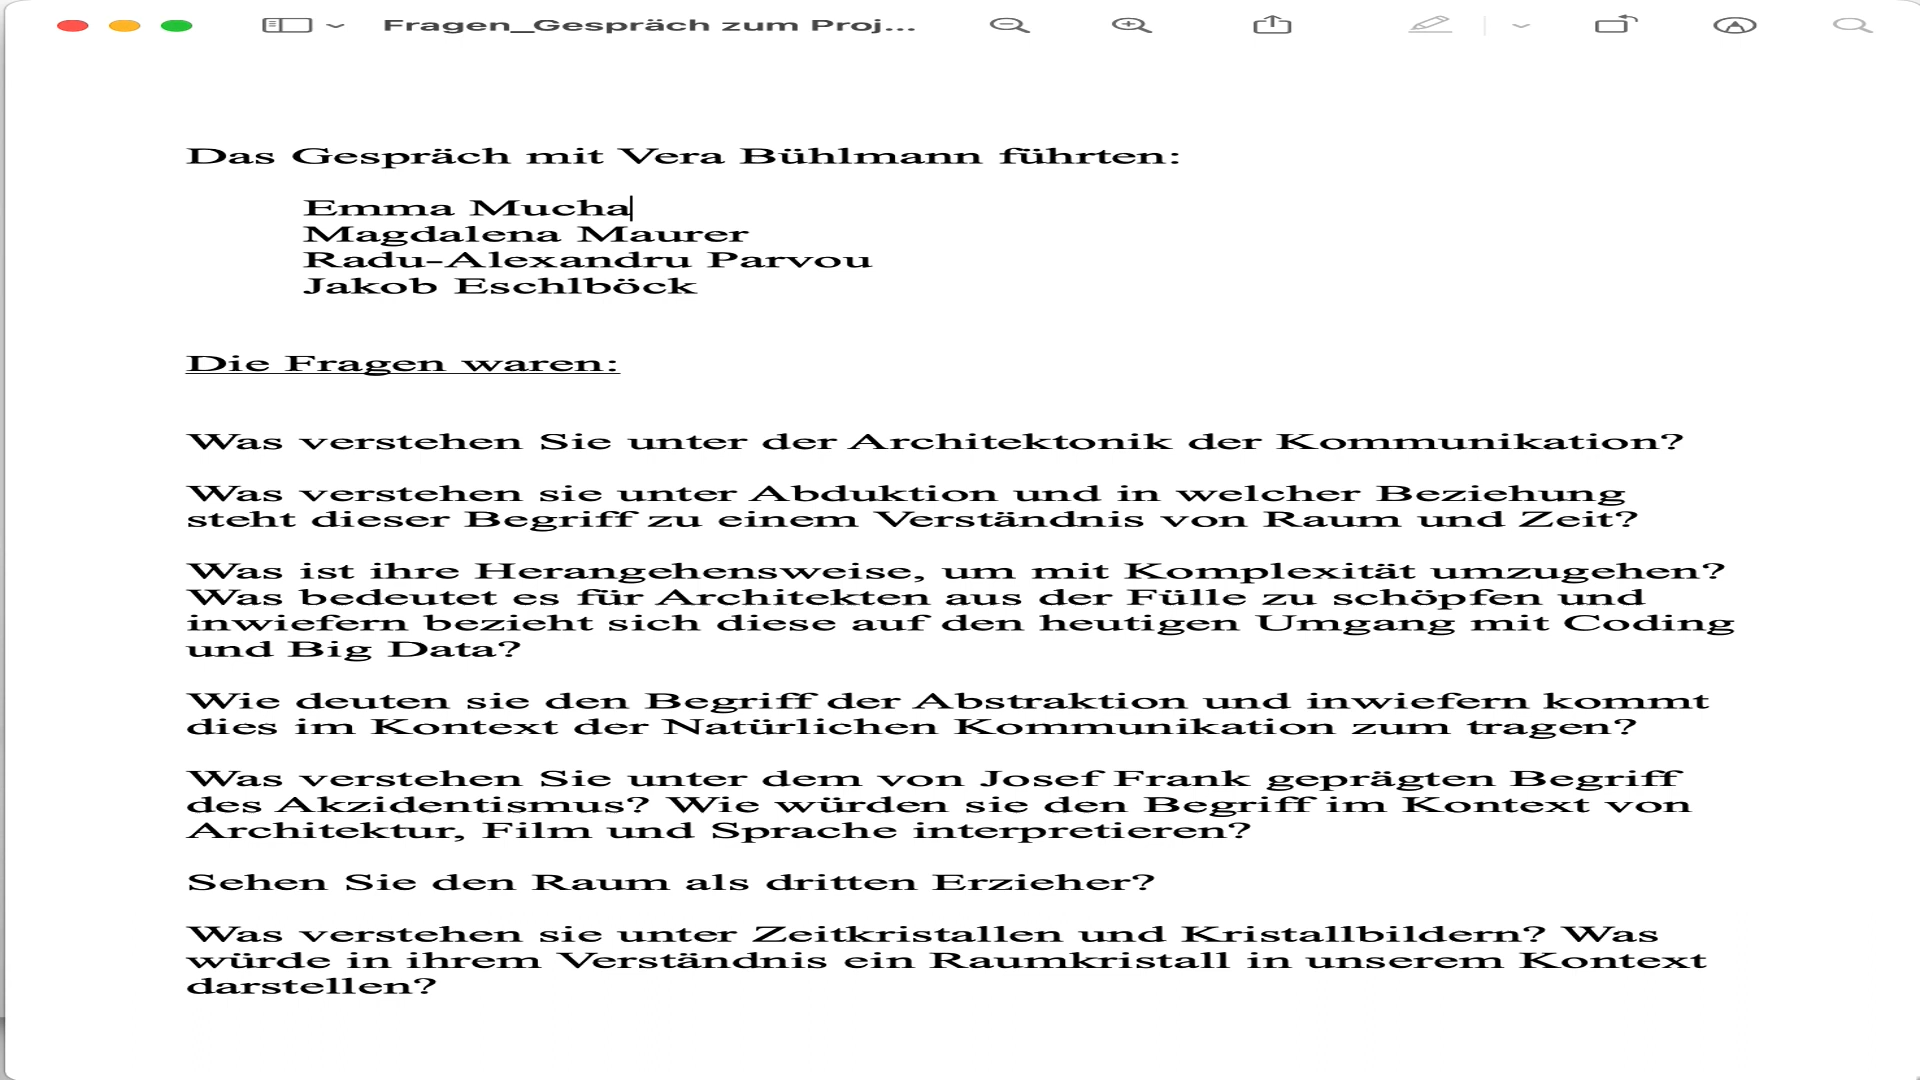 Fragen_Gespräch zum Proj...
Das Gespräch mit Vera Bühlmann führten:
Emma Mucha
Magdalena Maurer
Radu-Alexandru Parvou
Jakob Eschlböck
Die Fragen waren:
Was verstehen Sie unter der Architektonik der Kommunikation?
Was verstehen sie unter Abduktion und in welcher Beziehung
steht dieser Begriff zu einem Verständnis von Raum und Zeit?
Was ist ihre Herangehensweise, um mit Komplexität umzugehen?
Was bedeutet es für Architekten aus der Fülle zu schöpfen und
inwiefern bezieht sich diese auf den heutigen Umgang mit Coding
und Big Data?
Wie deuten sie den Begriff der Abstraktion und inwiefern kommt
dies im Kontext der Natürlichen Kommunikation zum tragen?
Was verstehen Sie unter dem von Josef Frank geprägten Begriff
des Akzidentismus? Wie würden sie den Begriff im Kontext von
Architektur, Film und Sprache interpretieren?
Sehen Sie den Raum als dritten Erzieher?
Was verstehen sie unter Zeitkristallen und Kristallbildern? Was
würde in ihrem Verständnis ein Raumkristall in unserem Kontext
darstellen?